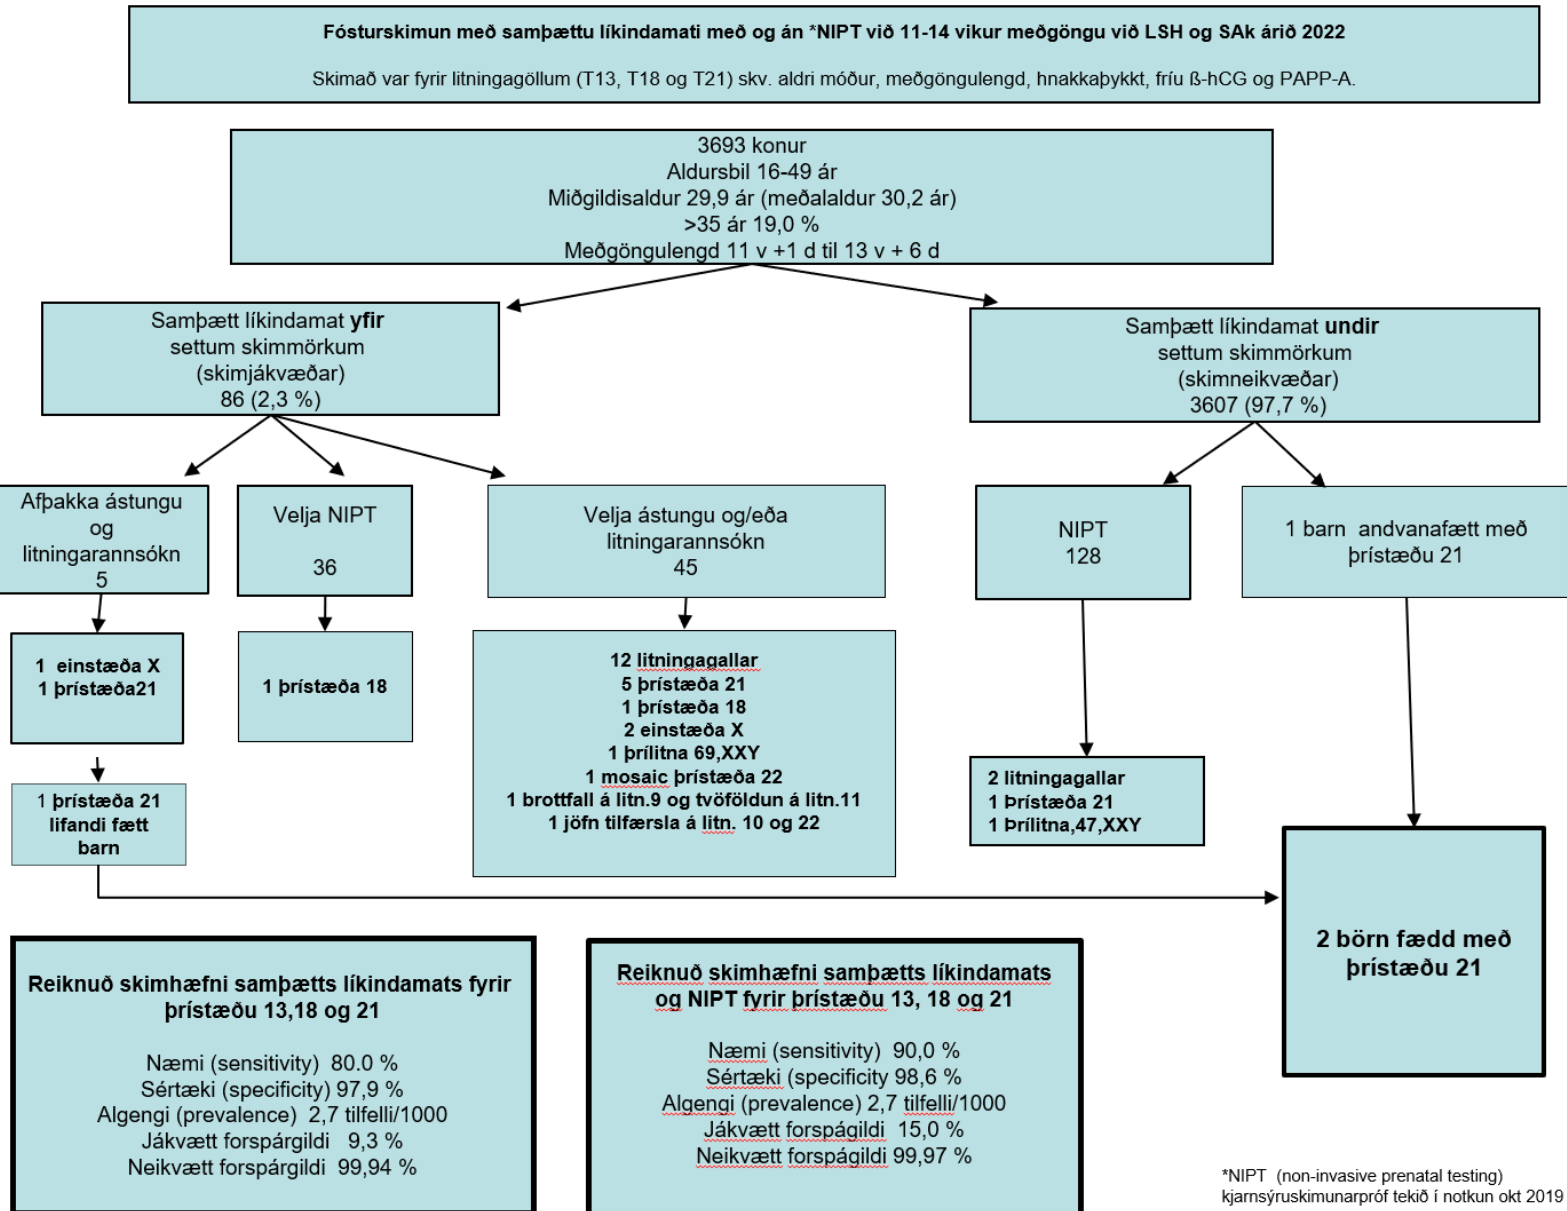 Fósturskimun með samþættu líkindamati með og án *NIPT við 11-14 vikur meðgöngu við LSH og SAk árið 2022
Skimað var fyrir litningagöllum (T13, T18 og T21) skv. aldri móður, meðgöngulengd, hnakkaþykkt, fríu ß-hCG og PAPP-A.
3693 konur
Aldursbil 16-49 ár
Miðgildisaldur 29,9 ár (meðalaldur 30,2 ár)
>35 ár 19,0 %
Meðgöngulengd 11 v +1 d til 13 v + 6 d
Samþætt líkindamat yfir
settum skimmörkum
(skimjákvæðar)
86 (2,3 %)
Samþætt líkindamat undir
settum skimmörkum
(skimneikvæðar)
3607 (97,7 %)
Afþakka ástungu
og
litningarannsókn
5
Velja NIPT
36
Velja ástungu og/eða
litningarannsókn
45
NIPT
128
1 barn andvanafætt með
þrístæðu 21
1 einstæða X
1 þrístæða21
1 þrístæða 18
12 litningagallar
5 þrístæða 21
1 þrístæða 18
2 einstæða X
1 þrílitna 69,XXY
1 mosaic þrístæða 22
1 brottfall á litn.9 og tvöföldun á litn.11
1 jöfn tilfærsla á litn. 10 og 22
2 litningagallar
1 Þrístæða 21
1 Þrílitna,47,XXY
1 þrístæða 21
lifandi fætt
barn
2 börn fædd með
þrístæðu 21
Reiknuð skimhæfni samþætts líkindamats fyrir
þrístæðu 13,18 og 21
Næmi (sensitivity) 80.0 %
Sértæki (specificity) 97,9 %
Algengi (prevalence) 2,7 tilfelli/1000
Jákvætt forspárgildi 9,3 %
Neikvætt forspárgildi 99,94 %
Reiknuð skimhæfni samþætts líkindamats
og NIPT fyrir þrístæðu 13, 18 og 21
Næmi (sensitivity) 90,0 %
Sértæki (specificity 98,6 %
Algengi (prevalence) 2,7 tilfelli/1000
Jákvætt forspágildi 15,0 %
Neikvætt forspágildi 99,97 %
*NIPT (non-invasive prenatal testing)
kjarnsýruskimunarpróf tekið í notkun okt 2019